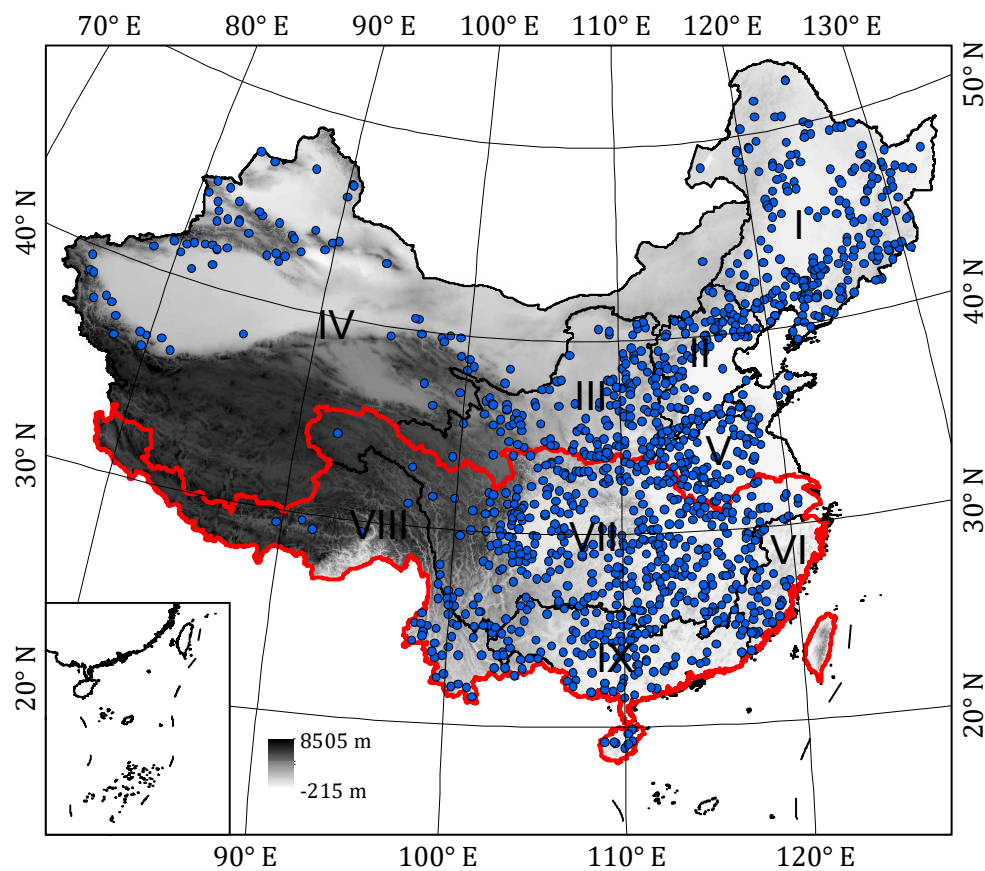 70° E 80° E 90° E 100° E 110° E 120° E 130° E
50° N
40° N
I
40° N
IV
II
III
30° N
V
30° N
VIII
VII
VI
20° N
IX
20° N
8505 m
-215 m
90° E 100° E 110° E 120° E